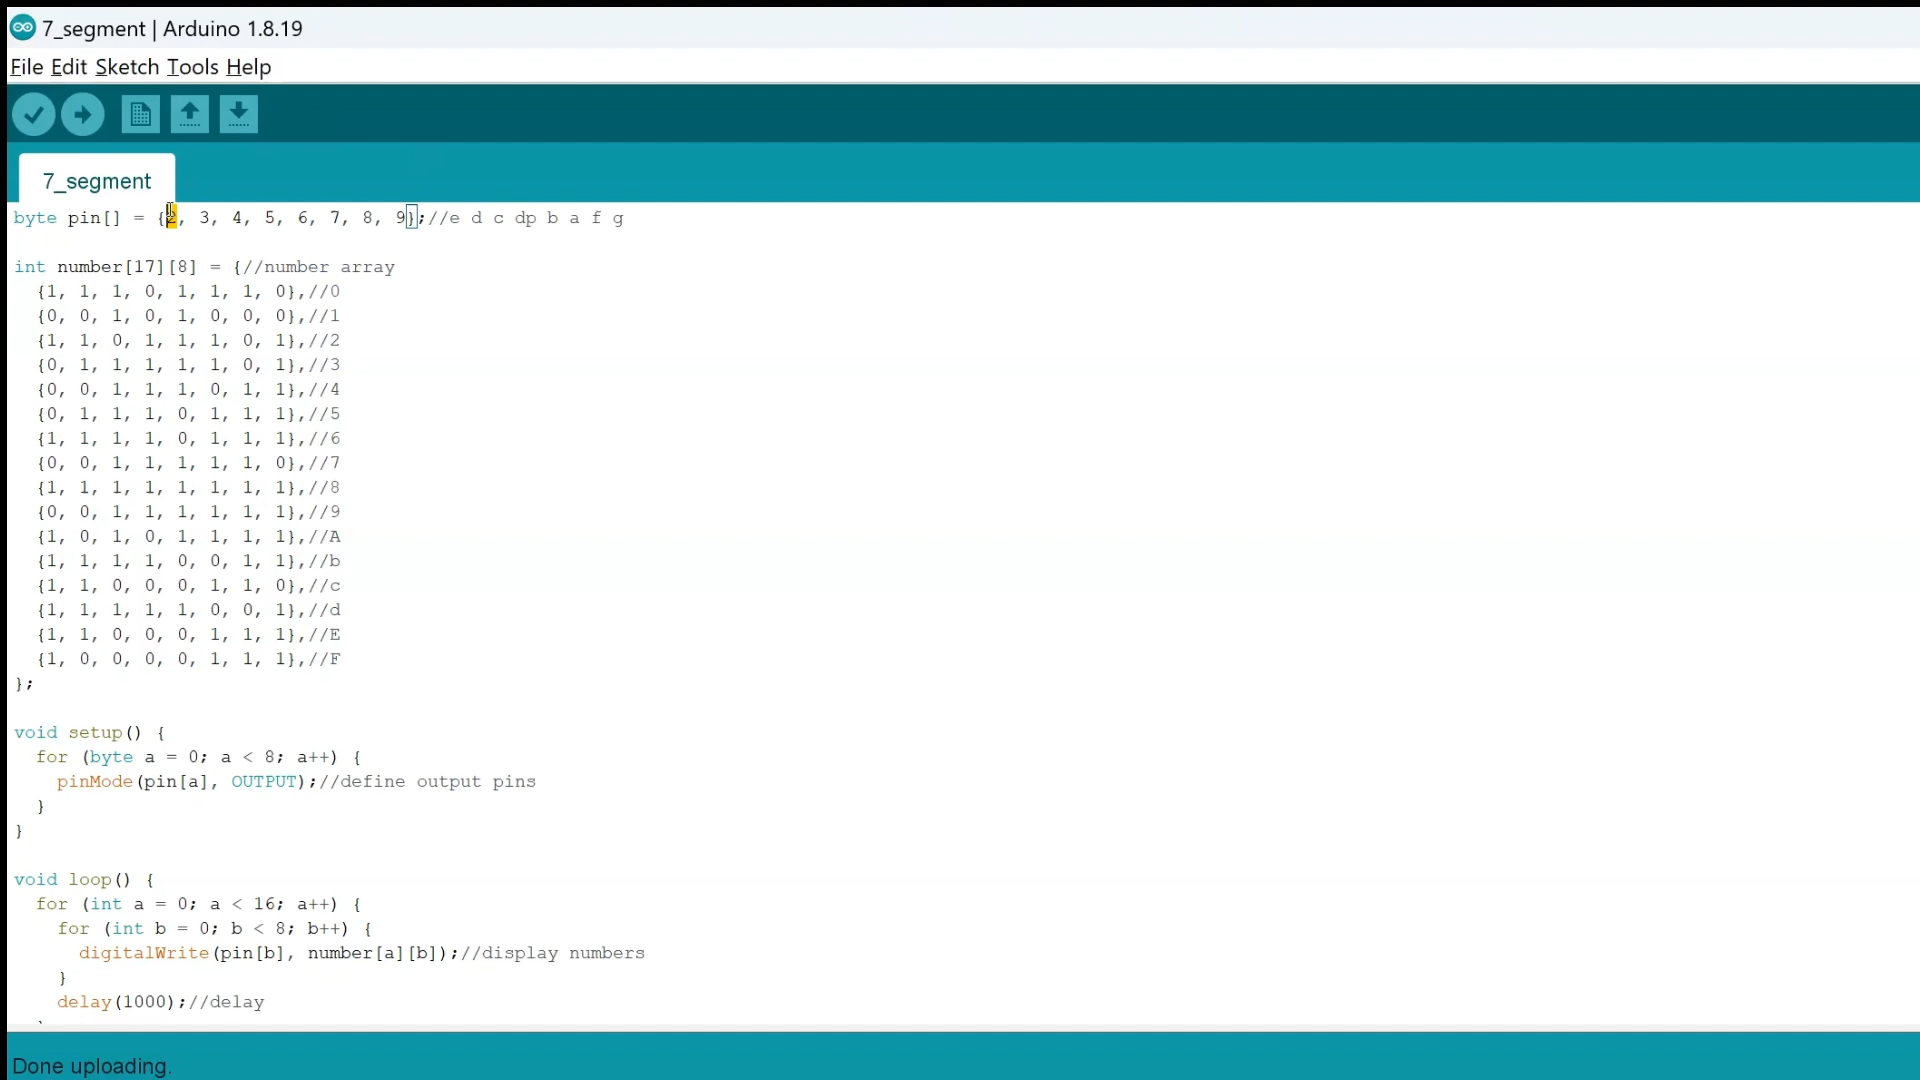 7_segment | Arduino 1.8.19
File Edit Sketch Tools Help
7_segment
byte pin[] = {2, 3, 4, 5, 6, 7, 8, 9};//e d c dp b a f g
int number[17][8] = {//number array
{1, 1, 1, 0, 1, 1, 1, 0},//0
{0, 0, 1, 0, 1, 0, 0, 0},//1
{1, 1, 0, 1, 1, 1, 0, 1},//2
{0, 1, 1, 1, 1, 1, 0, 1},//3
{0, 0, 1, 1, 1, 0, 1, 1},//4
{0, 1, 1, 1, 0, 1, 1, 1},//5
{1, 1, 1, 1, 0, 1, 1, 1},//6
{0, 0, 1, 1, 1, 1, 1, 0},//7
{1, 1, 1, 1, 1, 1, 1, 1},//8
{0, 0, 1, 1, 1, 1, 1, 1},//9
{1, 0, 1, 0, 1, 1, 1, 1},//A
{1, 1, 1, 1, 0, 0, 1, 1},//b
{1, 1, 0, 0, 0, 1, 1, 0},//c
{1, 1, 1, 1, 1, 0, 0, 1},//d
{1, 1, 0, 0, 0, 1, 1, 1},//E
{1, 0, 0, 0, 0, 1, 1, 1},//F
};
void setup() {
for (byte a = 0; a < 8; a++) {
pinMode(pin[a], OUTPUT);//define output pins
}
}
void loop() {
for (int a = 0; a < 16; a++) {
for (int b = 0; b < 8; b++) {
digitalWrite(pin[b], number[a][b]);//display numbers
}
delay(1000);//delay
Done uploading.